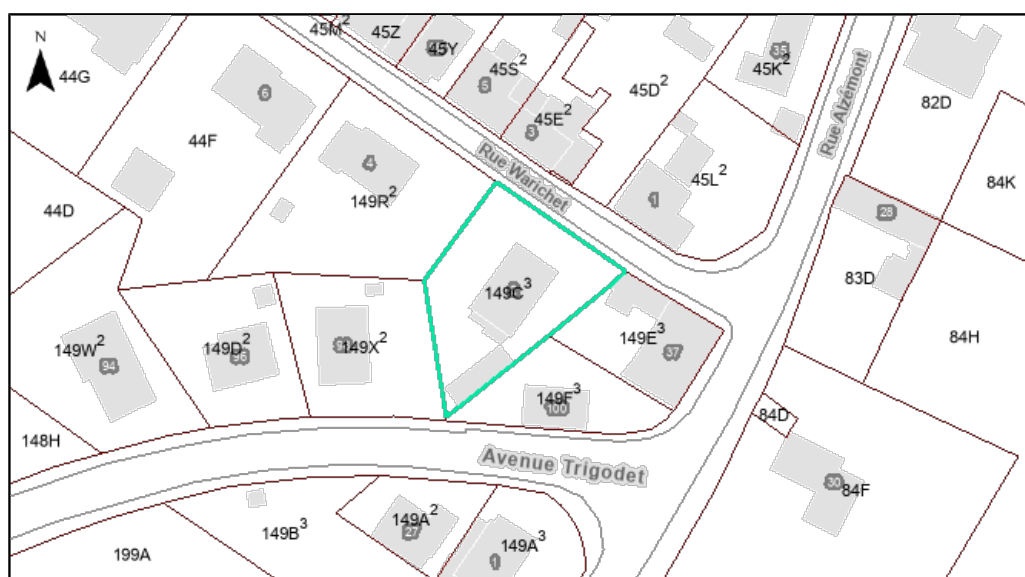 N
45M²
45Z
45Y
44G
6
5
45S²
35
45K²
Rue Alzémont
45D²
82D
44F
4
3
45E²
Rue Warichet
45L²
1
84K
149R²
44D
28
83D
149C³
149E³
84H
149W²
94
149D²
96
149X²
37
149F³
100
84D
148H
Avenue Trigodet
30
84F
149A²
27
149B³
149A³
1
199A